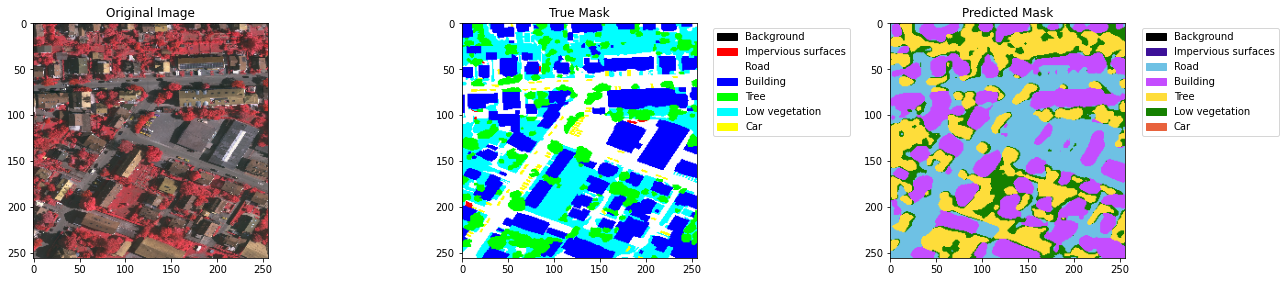 Original Image
0
50
100
150
200
250
0 50 100 150 200 250
True Mask
0
50
100
150
200
250
0 50 100 150 200 250
Background
Impervious surfaces
Road
Building
Tree
Low vegetation
Car
Predicted Mask
0
50
100
150
200
250
0 50 100 150 200 250
Background
Impervious surfaces
Road
Building
Tree
Low vegetation
Car